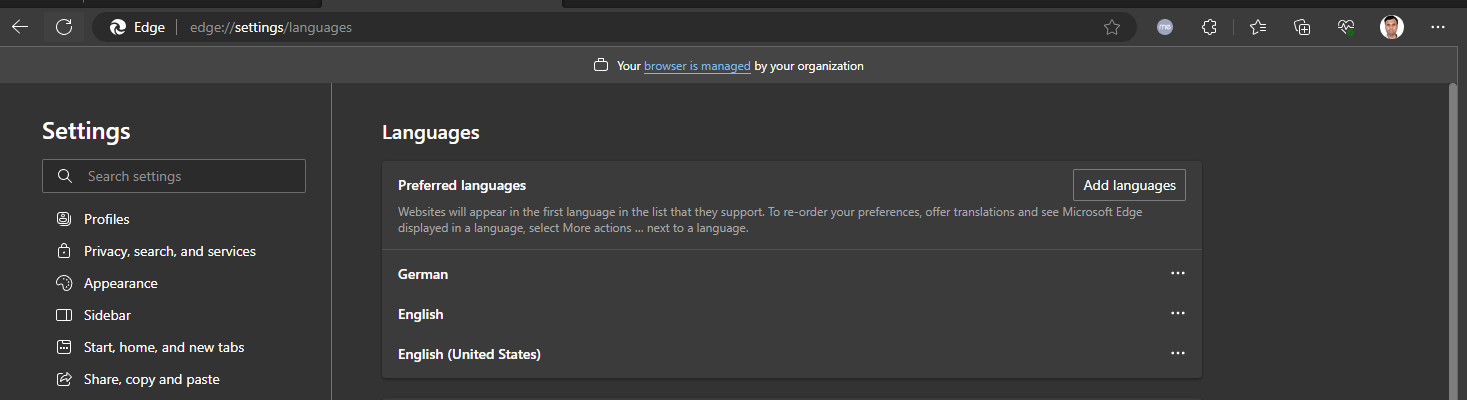 Edge
edge://settings/languages
me
Your browser is managed by your organization
Settings
Search settings
Profiles
Privacy, search, and services
Appearance
Sidebar
Start, home, and new tabs
Share, copy and paste
Languages
Preferred languages
Add languages
Websites will appear in the first language in the list that they support. To re-order your preferences, offer translations and see Microsoft Edge
displayed in a language, select More actions ... next to a language.
German
English
English (United States)